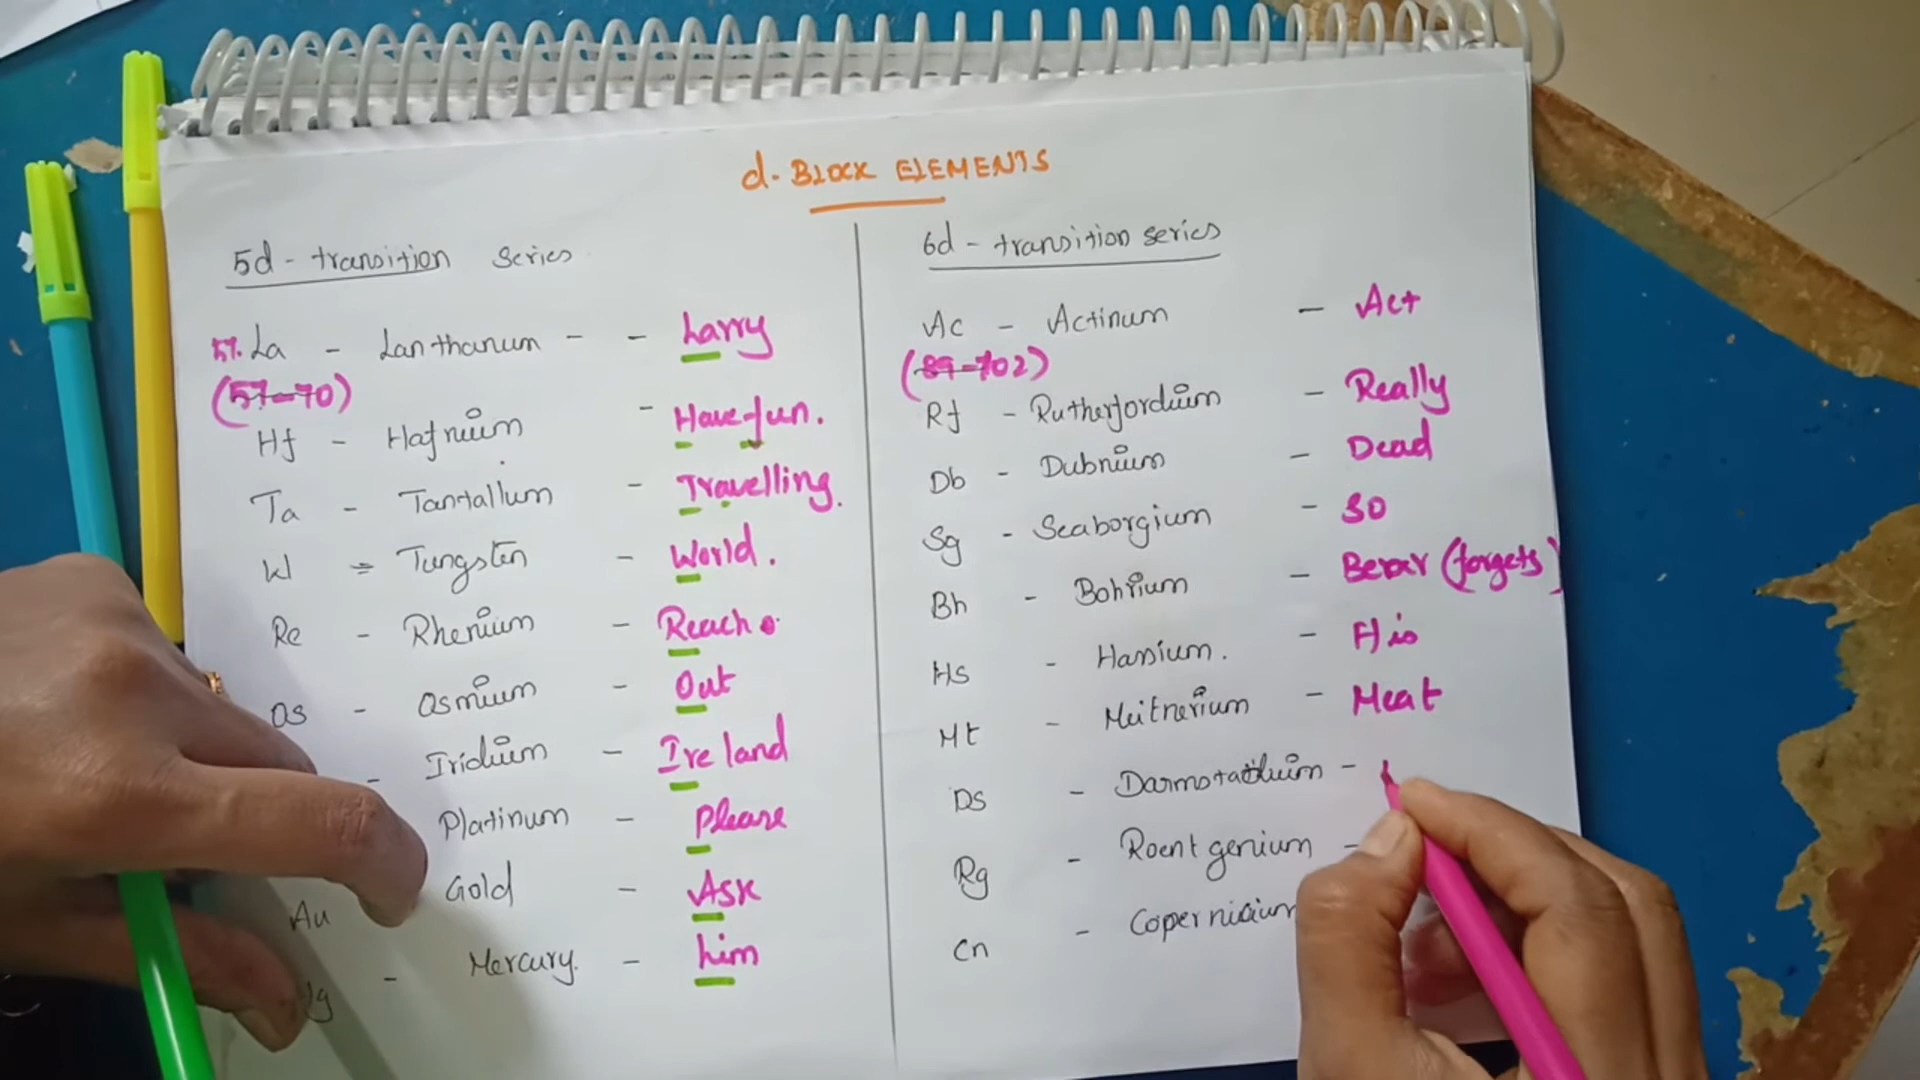 d. BLOCK ELEMENTS
5d - transition series
57. La - Lanthanum - - Larry
(57-70)
Hf - Hafnium - Have fun.
Ta - Tantallum - Travelling.
W = Tungsten - World.
Re - Rhenium - Reach
Os - Osmium - Out
- Iridium - Ireland
Platinum - Please
Au Gold - Ask
Hg - Mercury. - him
6d - transition series
Ac - Actinum - Act
(89-102)
Rf - Rutherfordium - Really
Db - Dubnium - Dead
Sg - Seaborgium - So
Bh - Bohrium - (forgets)
Hs - Hassium. - His
Mt - Meitnerium - Meat
Ds -
Rg - Roentgenium -
Cn - Copernicium